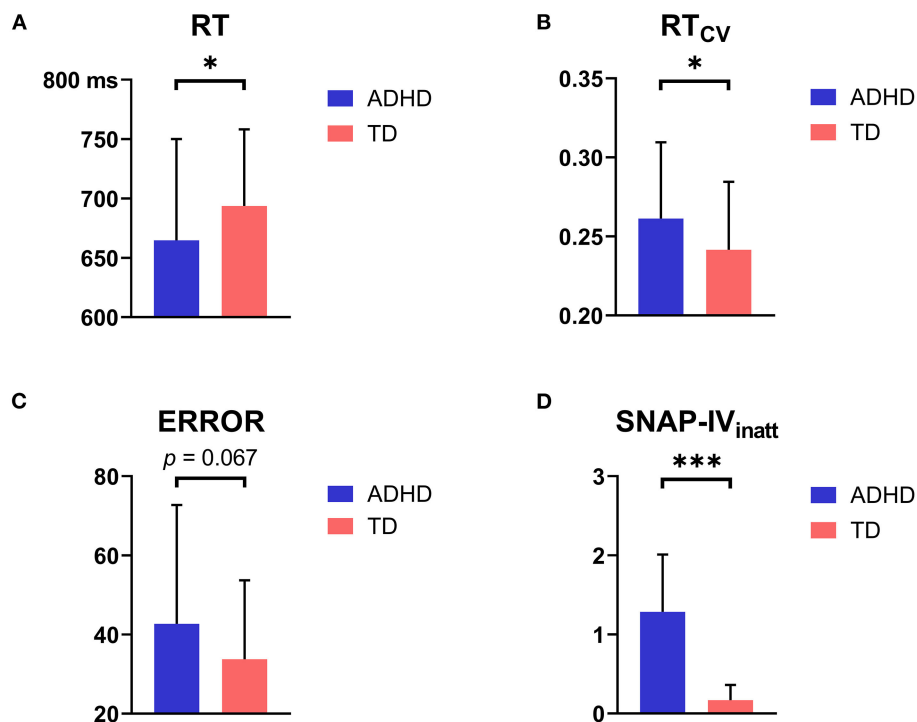 A
RT
*
800 ms
750
700
650
600
ADHD
TD
B
RTCV
*
0.35
0.30
0.25
0.20
ADHD
TD
C
ERROR
p = 0.067
80
60
40
20
ADHD
TD
D
SNAP-IVinatt
***
3
2
1
0
ADHD
TD